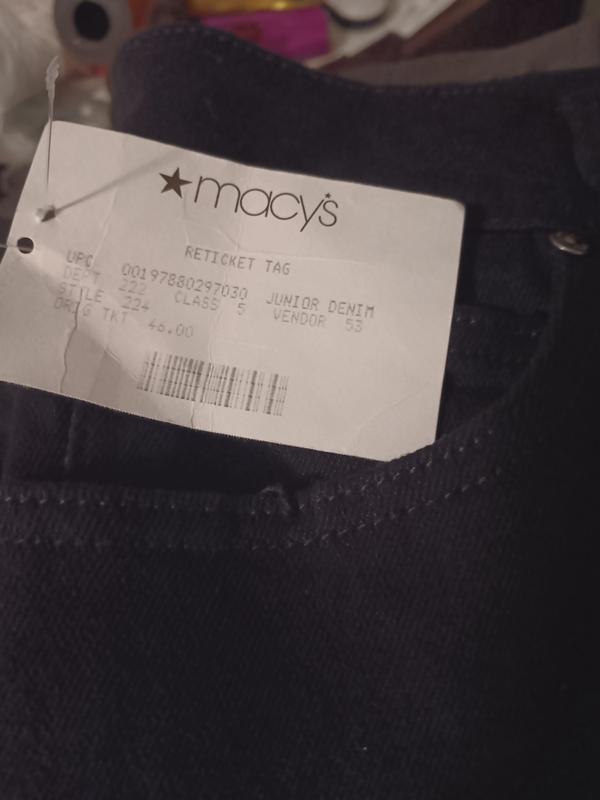 ★macy's
RETICKET TAG
UPC 00197880297030 JUNIOR DENIM
DEPT 222 CLASS 5 VENDOR 53
STYLE 224
ORIG TKT 46.00